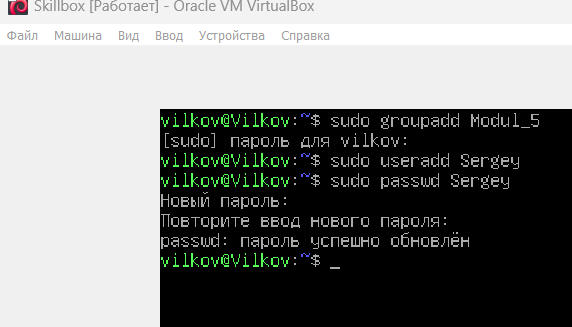 Skillbox [Работает] - Oracle VM VirtualBox
Файл Машина Вид Ввод Устройства Справка
vilkov@Vilkov:~$ sudo groupadd Modul_5
[sudo] пароль для vilkov:
vilkov@Vilkov:~$ sudo useradd Sergey
vilkov@Vilkov:~$ sudo passwd Sergey
Новый пароль:
Повторите ввод нового пароля:
passwd: пароль успешно обновлён
vilkov@Vilkov:~$ _